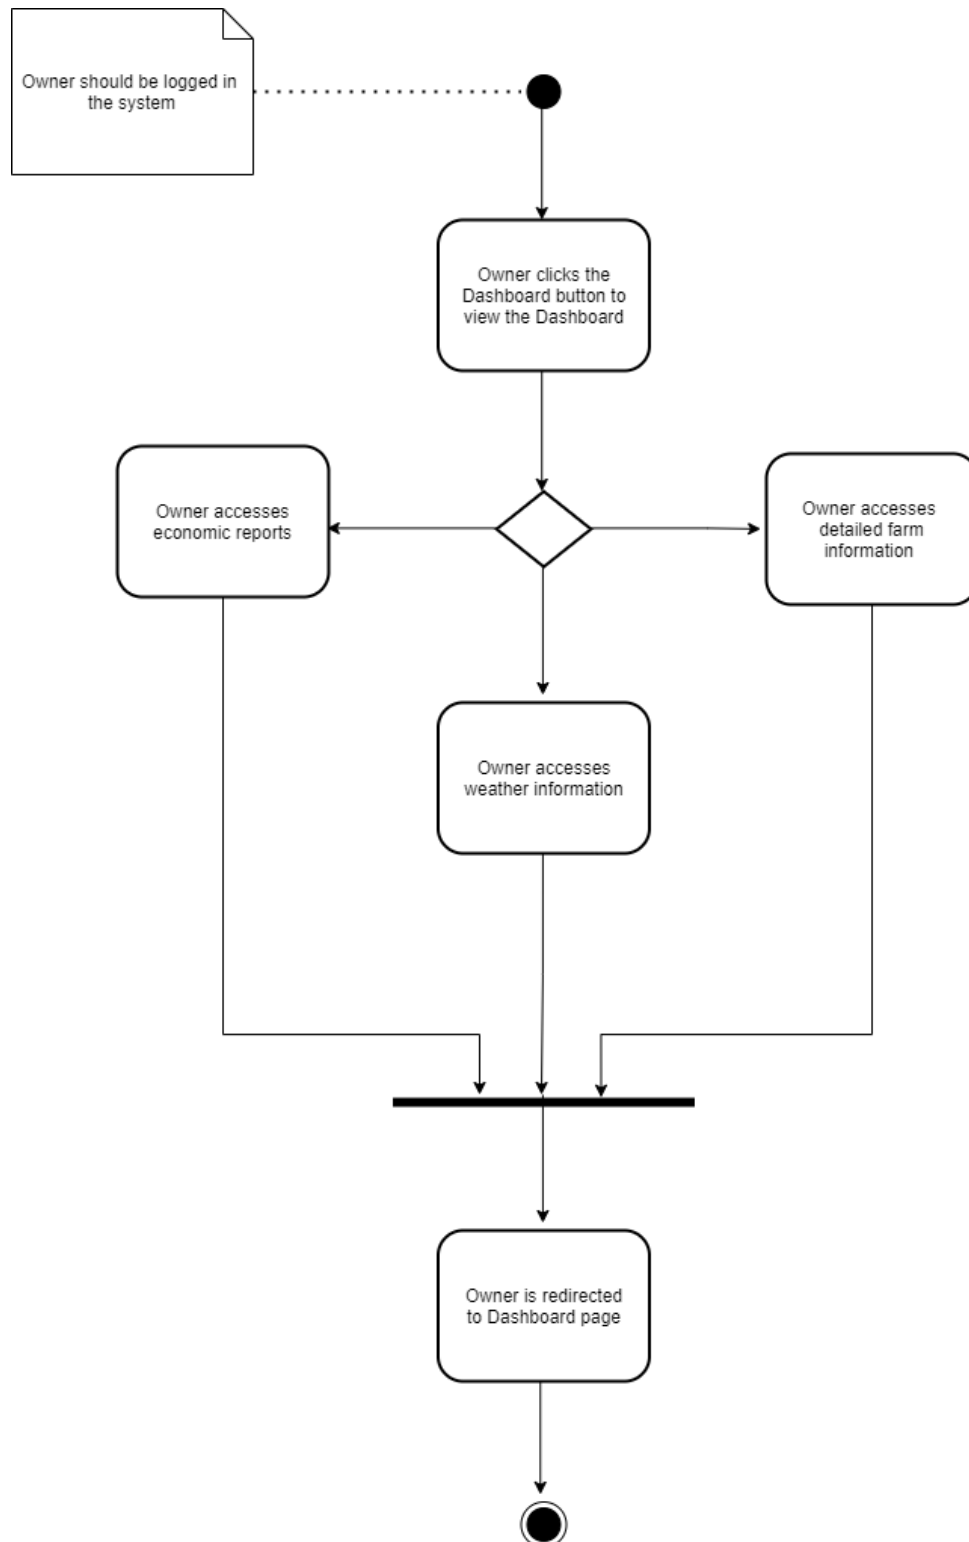 Owner should be logged in
the system
Owner clicks the
Dashboard button to
view the Dashboard
Owner accesses
economic reports
Owner accesses
detailed farm
information
Owner accesses
weather information
Owner is redirected
to Dashboard page